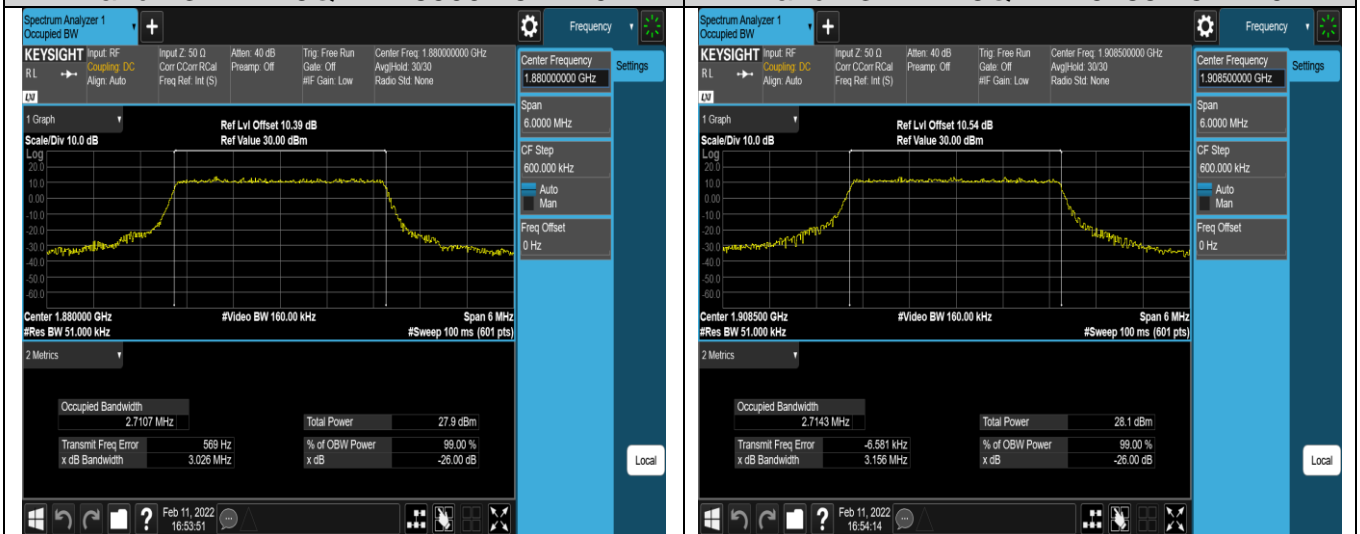 Spectrum Analyzer 1
Occupied BW
+
Frequency
KEYSIGHT
RL
Input: RF
Coupling: DC
Align: Auto
Input Z: 50 Ω
Corr CCorr RCal
Freq Ref: Int (S)
Atten: 40 dB
Preamp: Off
Trig: Free Run
Gate: Off
#IF Gain: Low
Center Freq: 1.880000000 GHz
Avg|Hold: 30/30
Radio Std: None
LXI
1 Graph
Scale/Div 10.0 dB
Ref Lvl Offset 10.39 dB
Ref Value 30.00 dBm
Log
20.0
10.0
0.00
-10.0
-20.0
-30.0
-40.0
-50.0
-60.0
Center 1.880000 GHz
#Res BW 51.000 kHz
#Video BW 160.00 kHz
Span 6 MHz
#Sweep 100 ms (601 pts)
2 Metrics
Occupied Bandwidth
2.7107 MHz
Total Power 27.9 dBm
Transmit Freq Error 569 Hz
% of OBW Power 99.00 %
x dB Bandwidth 3.026 MHz
x dB -26.00 dB
Center Frequency
1.880000000 GHz
Settings
Span
6.0000 MHz
CF Step
600.000 kHz
Auto
Man
Freq Offset
0 Hz
Local
?
Feb 11, 2022
16:53:51
Spectrum Analyzer 1
Occupied BW
+
Frequency
KEYSIGHT
RL
Input: RF
Coupling: DC
Align: Auto
Input Z: 50 Ω
Corr CCorr RCal
Freq Ref: Int (S)
Atten: 40 dB
Preamp: Off
Trig: Free Run
Gate: Off
#IF Gain: Low
Center Freq: 1.908500000 GHz
Avg|Hold: 30/30
Radio Std: None
LXI
1 Graph
Scale/Div 10.0 dB
Ref Lvl Offset 10.54 dB
Ref Value 30.00 dBm
Log
20.0
10.0
0.00
-10.0
-20.0
-30.0
-40.0
-50.0
-60.0
Center 1.908500 GHz
#Res BW 51.000 kHz
#Video BW 160.00 kHz
Span 6 MHz
#Sweep 100 ms (601 pts)
2 Metrics
Occupied Bandwidth
2.7143 MHz
Total Power 28.1 dBm
Transmit Freq Error -6.581 kHz
% of OBW Power 99.00 %
x dB Bandwidth 3.156 MHz
x dB -26.00 dB
Center Frequency
1.908500000 GHz
Settings
Span
6.0000 MHz
CF Step
600.000 kHz
Auto
Man
Freq Offset
0 Hz
Local
?
Feb 11, 2022
16:54:14